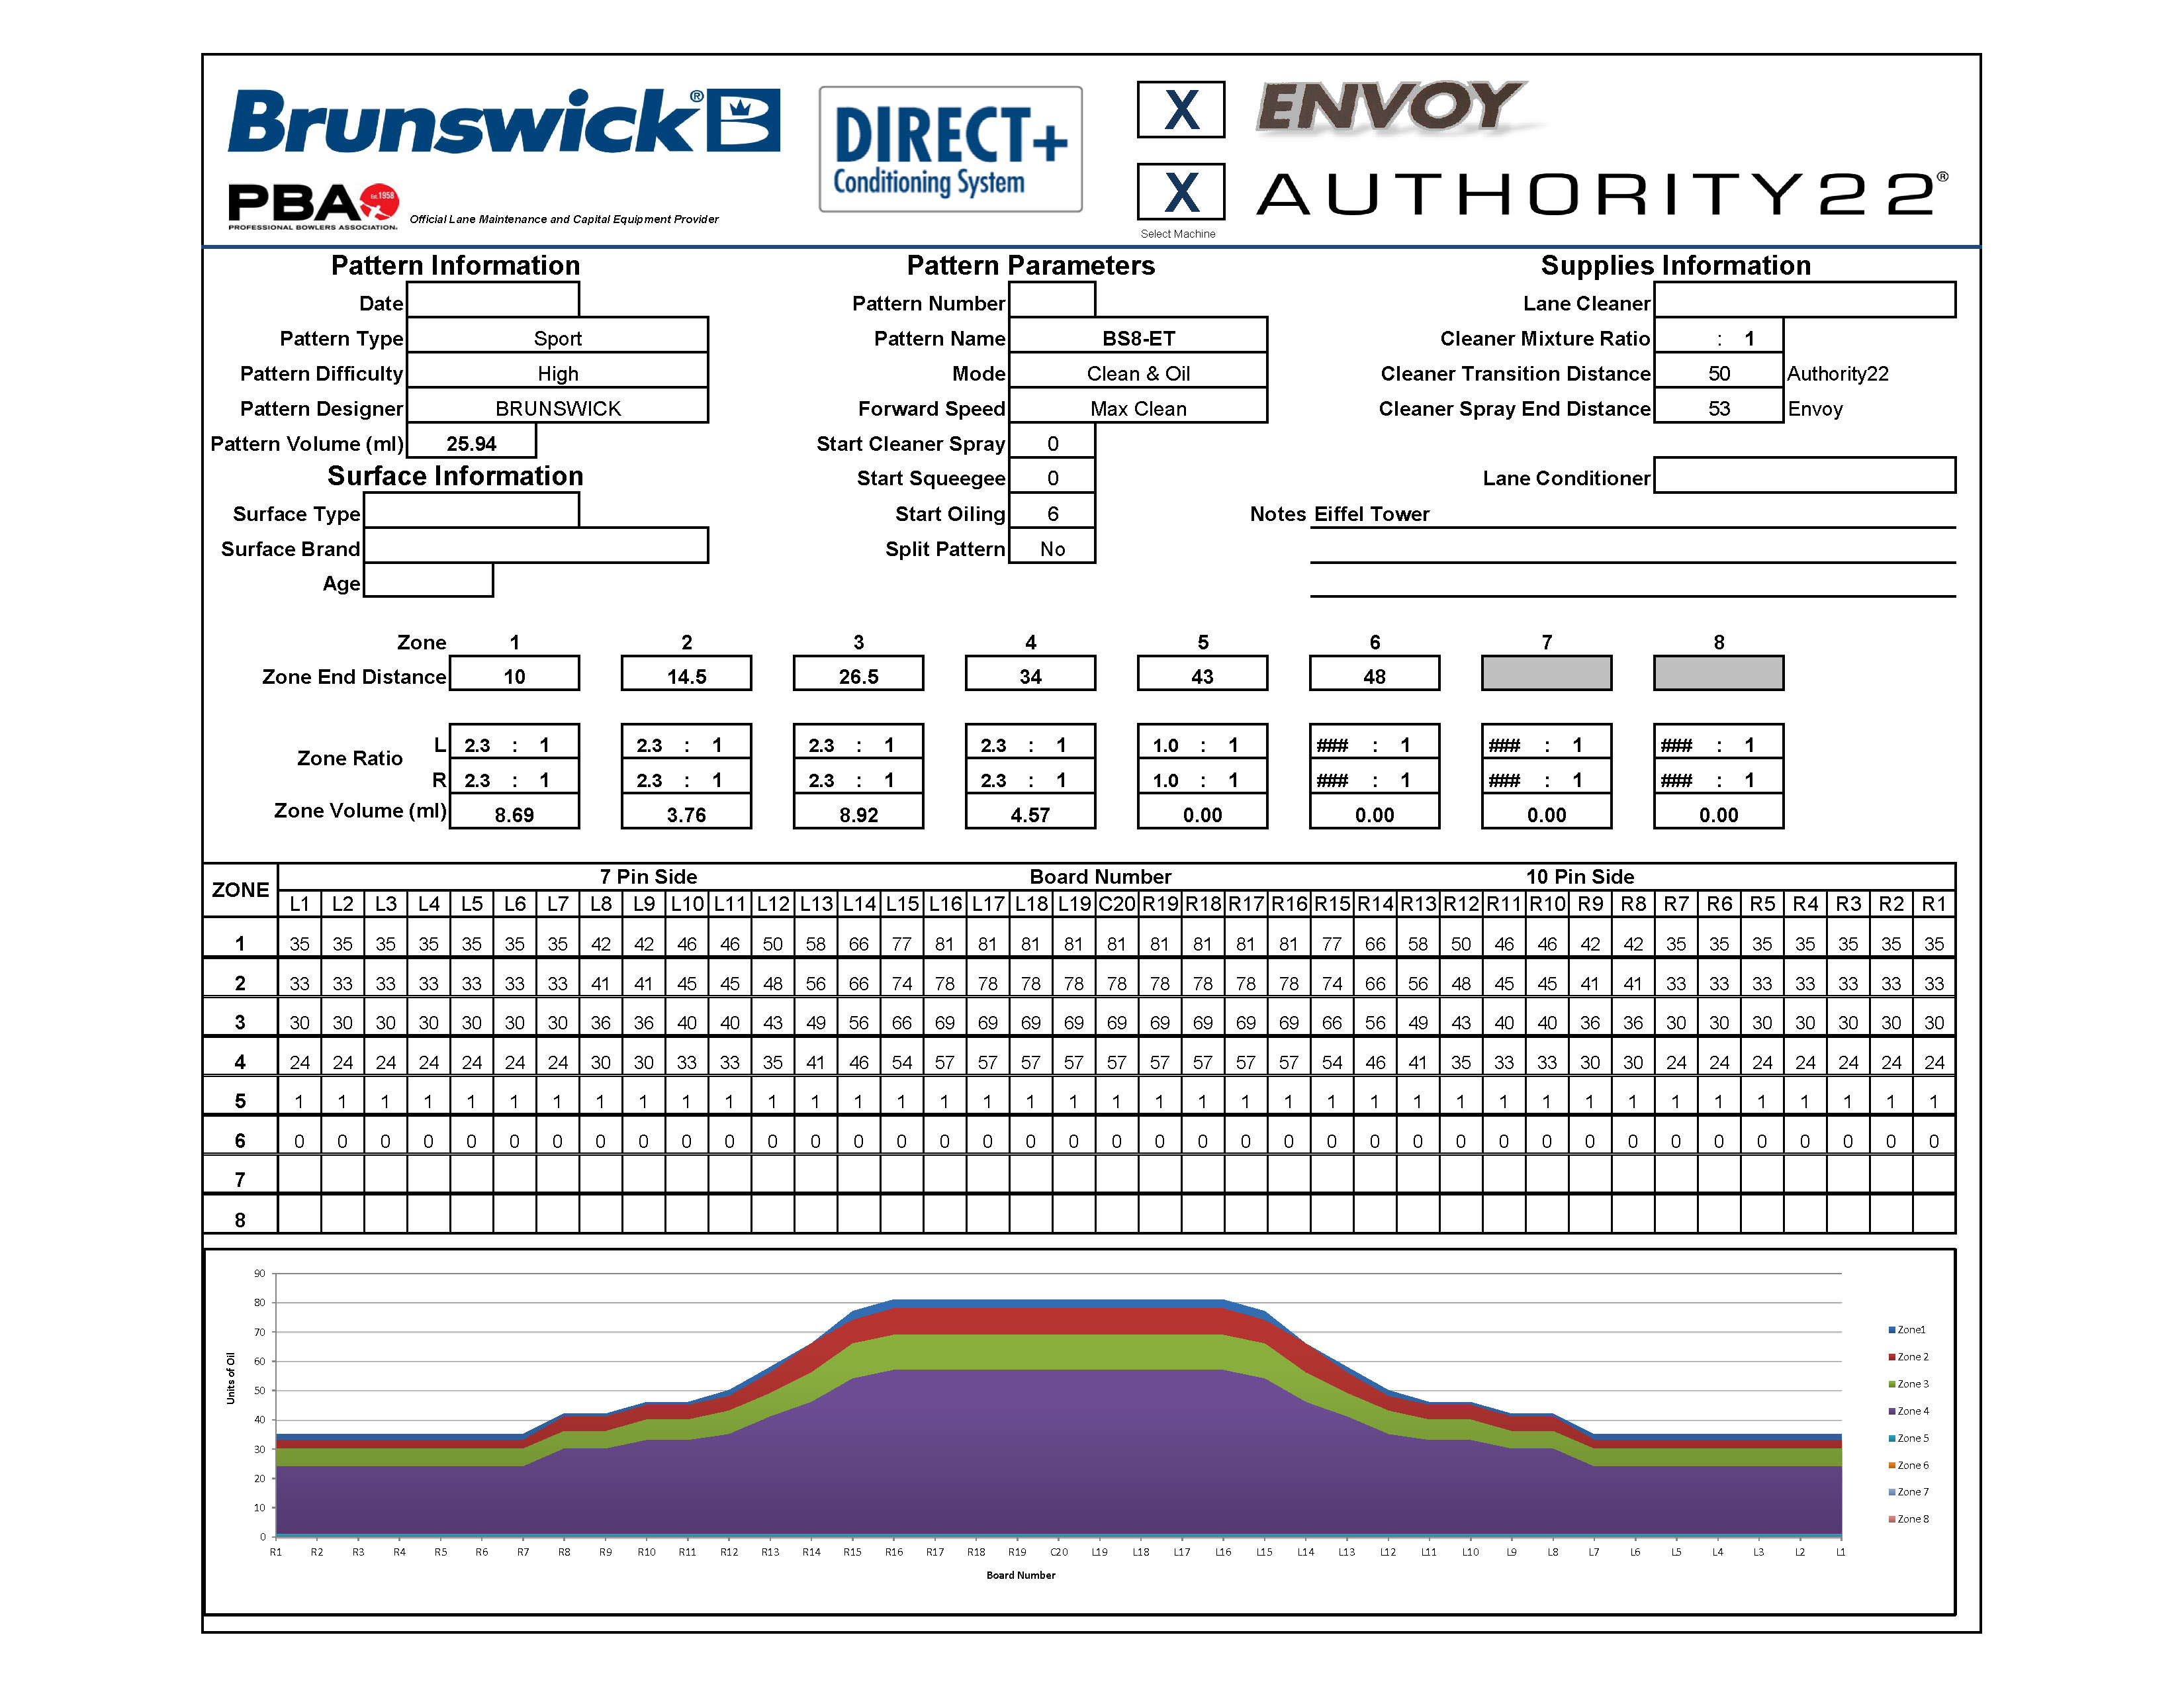 Brunswick® B
DIRECT+
Conditioning System
X ENVOY
X AUTHORITY22®
Select Machine
PBA est.1958
PROFESSIONAL BOWLERS ASSOCIATION.
Official Lane Maintenance and Capital Equipment Provider
Pattern Information
Date
Pattern Type Sport
Pattern Difficulty High
Pattern Designer BRUNSWICK
Pattern Volume (ml) 25.94
Surface Information
Surface Type
Surface Brand
Age
Pattern Parameters
Pattern Number
Pattern Name BS8-ET
Mode Clean & Oil
Forward Speed Max Clean
Start Cleaner Spray 0
Start Squeegee 0
Start Oiling 6
Split Pattern No
Supplies Information
Lane Cleaner
Cleaner Mixture Ratio : 1
Cleaner Transition Distance 50 Authority22
Cleaner Spray End Distance 53 Envoy
Lane Conditioner
Notes Eiffel Tower
Zone 1 2 3 4 5 6 7 8
Zone End Distance 10 14.5 26.5 34 43 48
Zone Ratio
L 2.3 : 1 2.3 : 1 2.3 : 1 2.3 : 1 1.0 : 1 ### : 1 ### : 1 ### : 1
R 2.3 : 1 2.3 : 1 2.3 : 1 2.3 : 1 1.0 : 1 ### : 1 ### : 1 ### : 1
Zone Volume (ml) 8.69 3.76 8.92 4.57 0.00 0.00 0.00 0.00
ZONE 7 Pin Side Board Number 10 Pin Side
L1 L2 L3 L4 L5 L6 L7 L8 L9 L10 L11 L12 L13 L14 L15 L16 L17 L18 L19 C20 R19 R18 R17 R16 R15 R14 R13 R12 R11 R10 R9 R8 R7 R6 R5 R4 R3 R2 R1
1 35 35 35 35 35 35 35 42 42 46 46 50 58 66 77 81 81 81 81 81 81 81 81 81 77 66 58 50 46 46 42 42 35 35 35 35 35 35 35
2 33 33 33 33 33 33 33 41 41 45 45 48 56 66 74 78 78 78 78 78 78 78 78 78 74 66 56 48 45 45 41 41 33 33 33 33 33 33 33
3 30 30 30 30 30 30 30 36 36 40 40 43 49 56 66 69 69 69 69 69 69 69 69 69 66 56 49 43 40 40 36 36 30 30 30 30 30 30 30
4 24 24 24 24 24 24 24 30 30 33 33 35 41 46 54 57 57 57 57 57 57 57 57 57 54 46 41 35 33 33 30 30 24 24 24 24 24 24 24
5 1 1 1 1 1 1 1 1 1 1 1 1 1 1 1 1 1 1 1 1 1 1 1 1 1 1 1 1 1 1 1 1 1 1 1 1 1 1 1
6 0 0 0 0 0 0 0 0 0 0 0 0 0 0 0 0 0 0 0 0 0 0 0 0 0 0 0 0 0 0 0 0 0 0 0 0 0 0 0
7
8
90
80
70
60
50
40
30
20
10
0
Units of Oil
R1 R2 R3 R4 R5 R6 R7 R8 R9 R10 R11 R12 R13 R14 R15 R16 R17 R18 R19 C20 L19 L18 L17 L16 L15 L14 L13 L12 L11 L10 L9 L8 L7 L6 L5 L4 L3 L2 L1
Board Number
Zone1
Zone 2
Zone 3
Zone 4
Zone 5
Zone 6
Zone 7
Zone 8